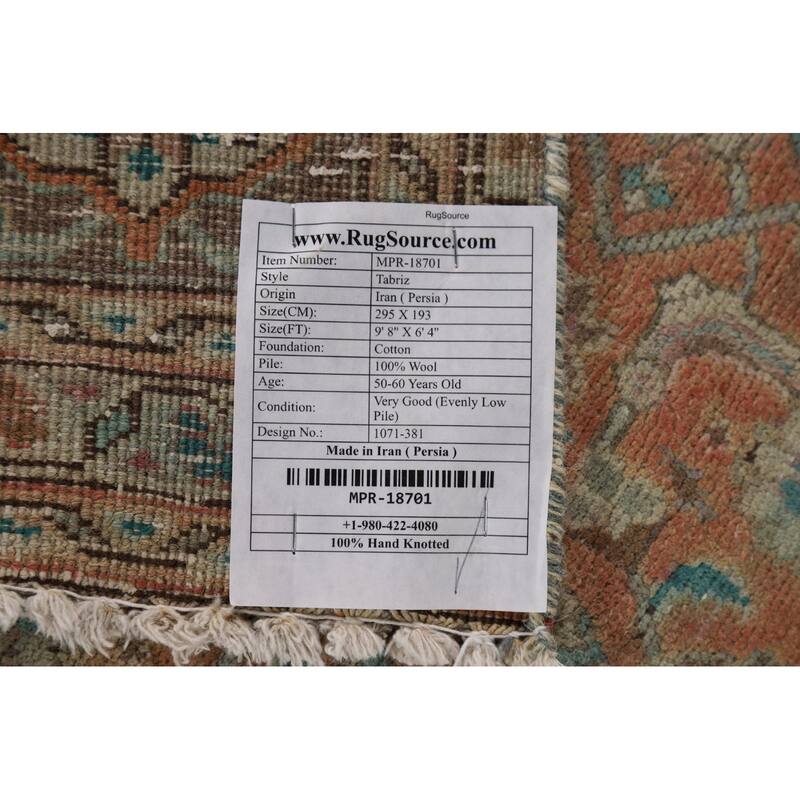 RugSource
www.RugSource.com
Item Number: MPR-18701
Style Tabriz
Origin Iran ( Persia )
Size(CM): 295 X 193
Size(FT): 9' 8" X 6' 4"
Foundation: Cotton
Pile: 100% Wool
Age: 50-60 Years Old
Condition: Very Good (Evenly Low
Pile)
Design No.: 1071-381
Made in Iran ( Persia )
MPR-18701
+1-980-422-4080
100% Hand Knotted